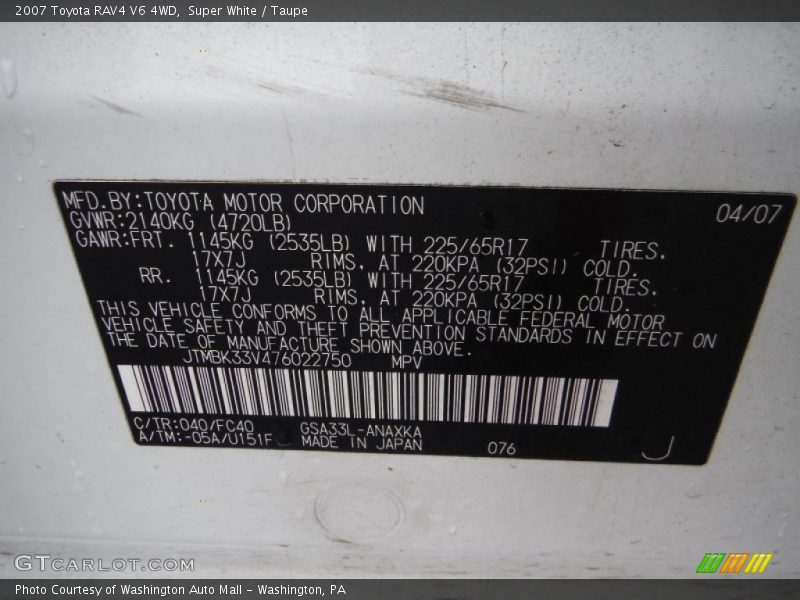 2007 Toyota RAV4 V6 4WD, Super White / Taupe
MFD.BY:TOYOTA MOTOR CORPORATION 04/07
GVWR:2140KG (4720LB)
GAWR:FRT. 1145KG (2535LB) WITH 225/65R17 TIRES.
17X7J RIMS, AT 220KPA (32PSI) COLD.
RR. 1145KG (2535LB) WITH 225/65R17 TIRES.
17X7J RIMS, AT 220KPA (32PSI) COLD.
THIS VEHICLE CONFORMS TO ALL APPLICABLE FEDERAL MOTOR
VEHICLE SAFETY AND THEFT PREVENTION STANDARDS IN EFFECT ON
THE DATE OF MANUFACTURE SHOWN ABOVE.
JTMBK33V476022750 MPV
C/TR:040/FC40 GSA33L-ANAXKA
A/TM:-05A/U151F MADE IN JAPAN 076 J
GTCARLOT.COM
Photo Courtesy of Washington Auto Mall - Washington, PA